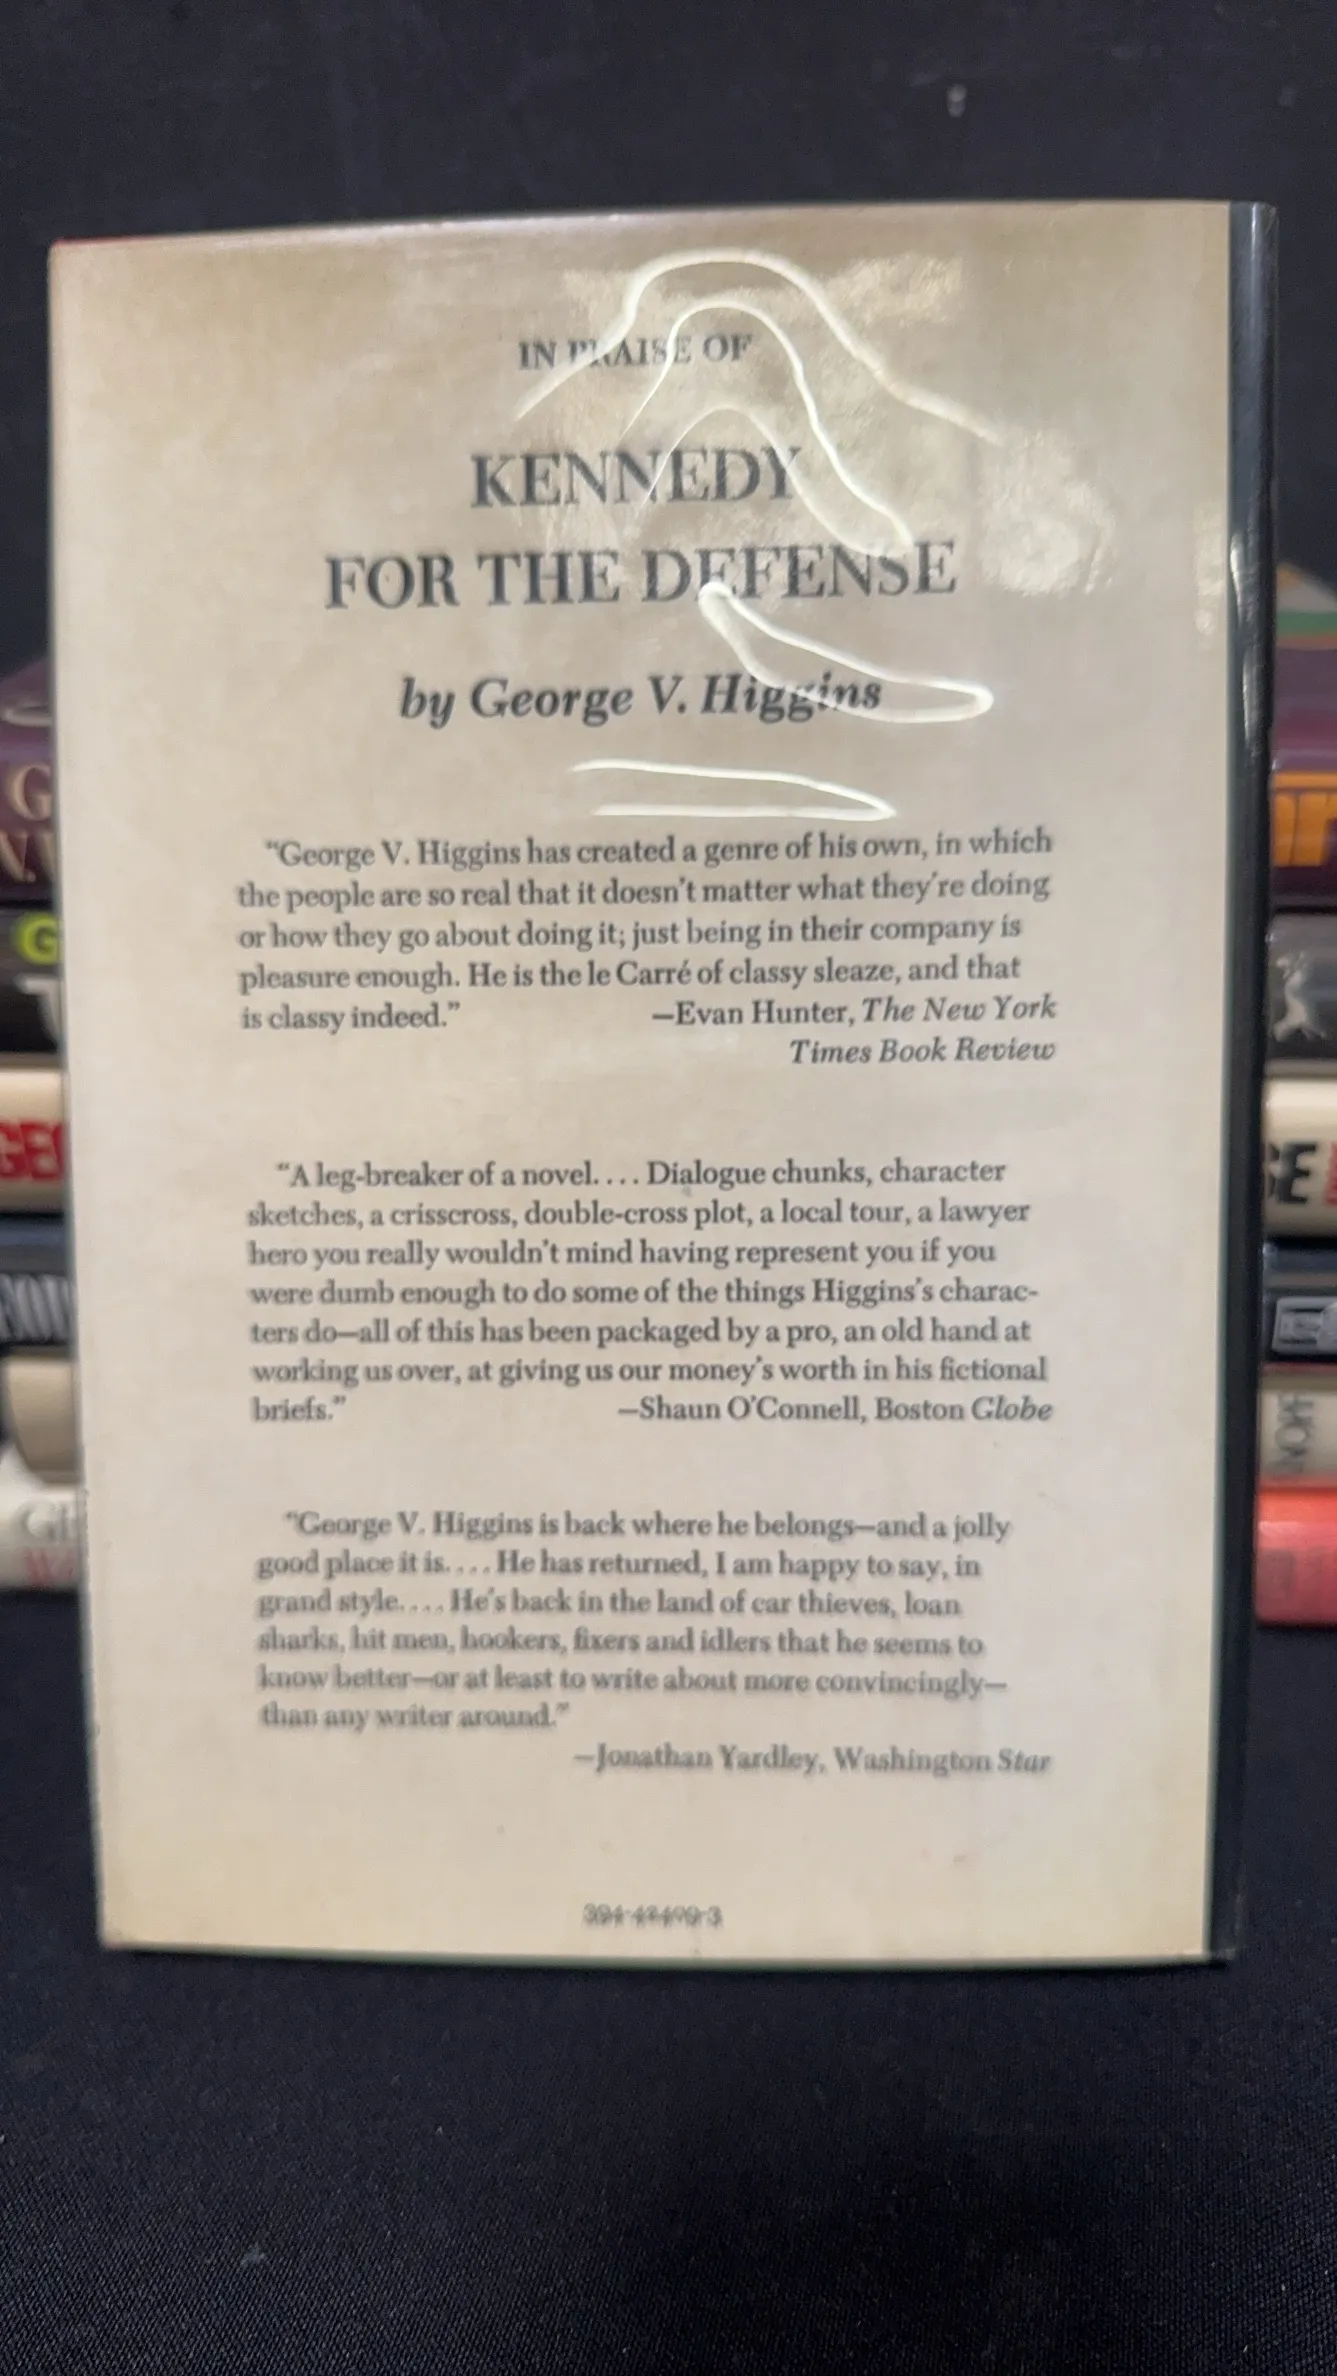 IN PRAISE OF
KENNEDY
FOR THE DEFENSE
by George V. Higgins
“George V. Higgins has created a genre of his own, in which
the people are so real that it doesn’t matter what they’re doing
or how they go about doing it; just being in their company is
pleasure enough. He is the le Carré of classy sleaze, and that
is classy indeed.” —Evan Hunter, The New York
Times Book Review
“A leg-breaker of a novel.... Dialogue chunks, character
sketches, a crisscross, double-cross plot, a local tour, a lawyer
hero you really wouldn’t mind having represent you if you
were dumb enough to do some of the things Higgins’s charac-
ters do—all of this has been packaged by a pro, an old hand at
working us over, at giving us our money’s worth in his fictional
briefs.” —Shaun O’Connell, Boston Globe
“George V. Higgins is back where he belongs—and a jolly
good place it is.... He has returned, I am happy to say, in
grand style.... He’s back in the land of car thieves, loan
sharks, hit men, hookers, fixers and idlers that he seems to
know better—or at least to write about more convincingly—
than any writer around.”
—Jonathan Yardley, Washington Star